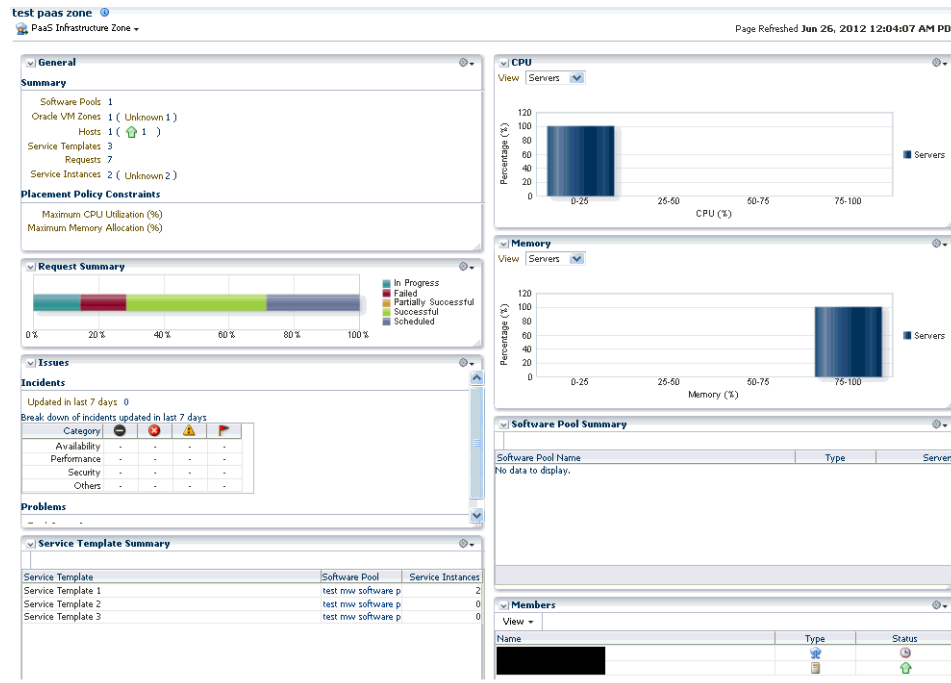 test paas zone
PaaS Infrastructure Zone
Page Refreshed Jun 26, 2012 12:04:07 AM PD
General
Summary
Software Pools 1
Oracle VM Zones 1 ( Unknown 1 )
Hosts 1 ( 1 )
Service Templates 3
Requests 7
Service Instances 2 ( Unknown 2 )
Placement Policy Constraints
Maximum CPU Utilization (%)
Maximum Memory Allocation (%)
Request Summary
In Progress
Failed
Partially Successful
Successful
Scheduled
0% 20% 40% 60% 80% 100%
Issues
Incidents
Updated in last 7 days 0
Break down of incidents updated in last 7 days
Category
Availability - - - -
Performance - - - -
Security - - - -
Others - - - -
Problems
Service Template Summary
Service Template Software Pool Service Instances
Service Template 1 test mw software p 2
Service Template 2 test mw software p 0
Service Template 3 test mw software p 0
CPU
View Servers
Percentage (%)
120
100
80
60
40
20
0
0-25 25-50 50-75 75-100
CPU (%)
Servers
Memory
View Servers
Percentage (%)
120
100
80
60
40
20
0
0-25 25-50 50-75 75-100
Memory (%)
Servers
Software Pool Summary
Software Pool Name Type Server
No data to display.
Members
View
Name Type Status